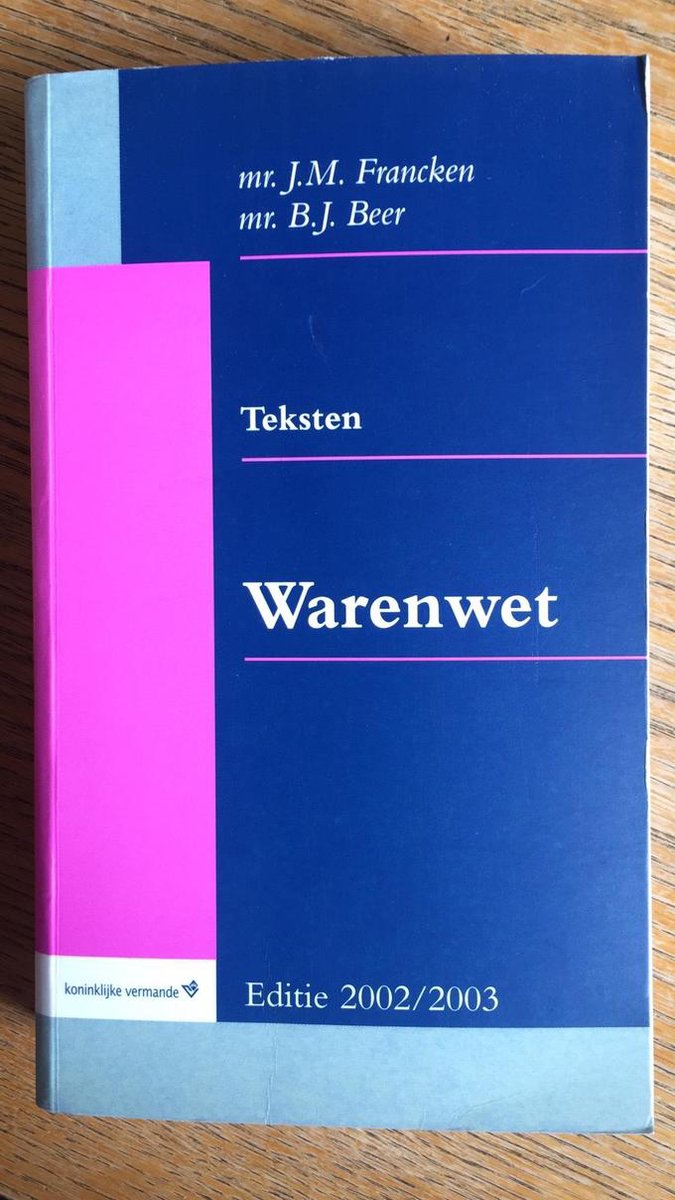 mr. J.M. Francken
mr. B.J. Beer
Teksten
Warenwet
koninklijke vermande
Editie 2002/2003